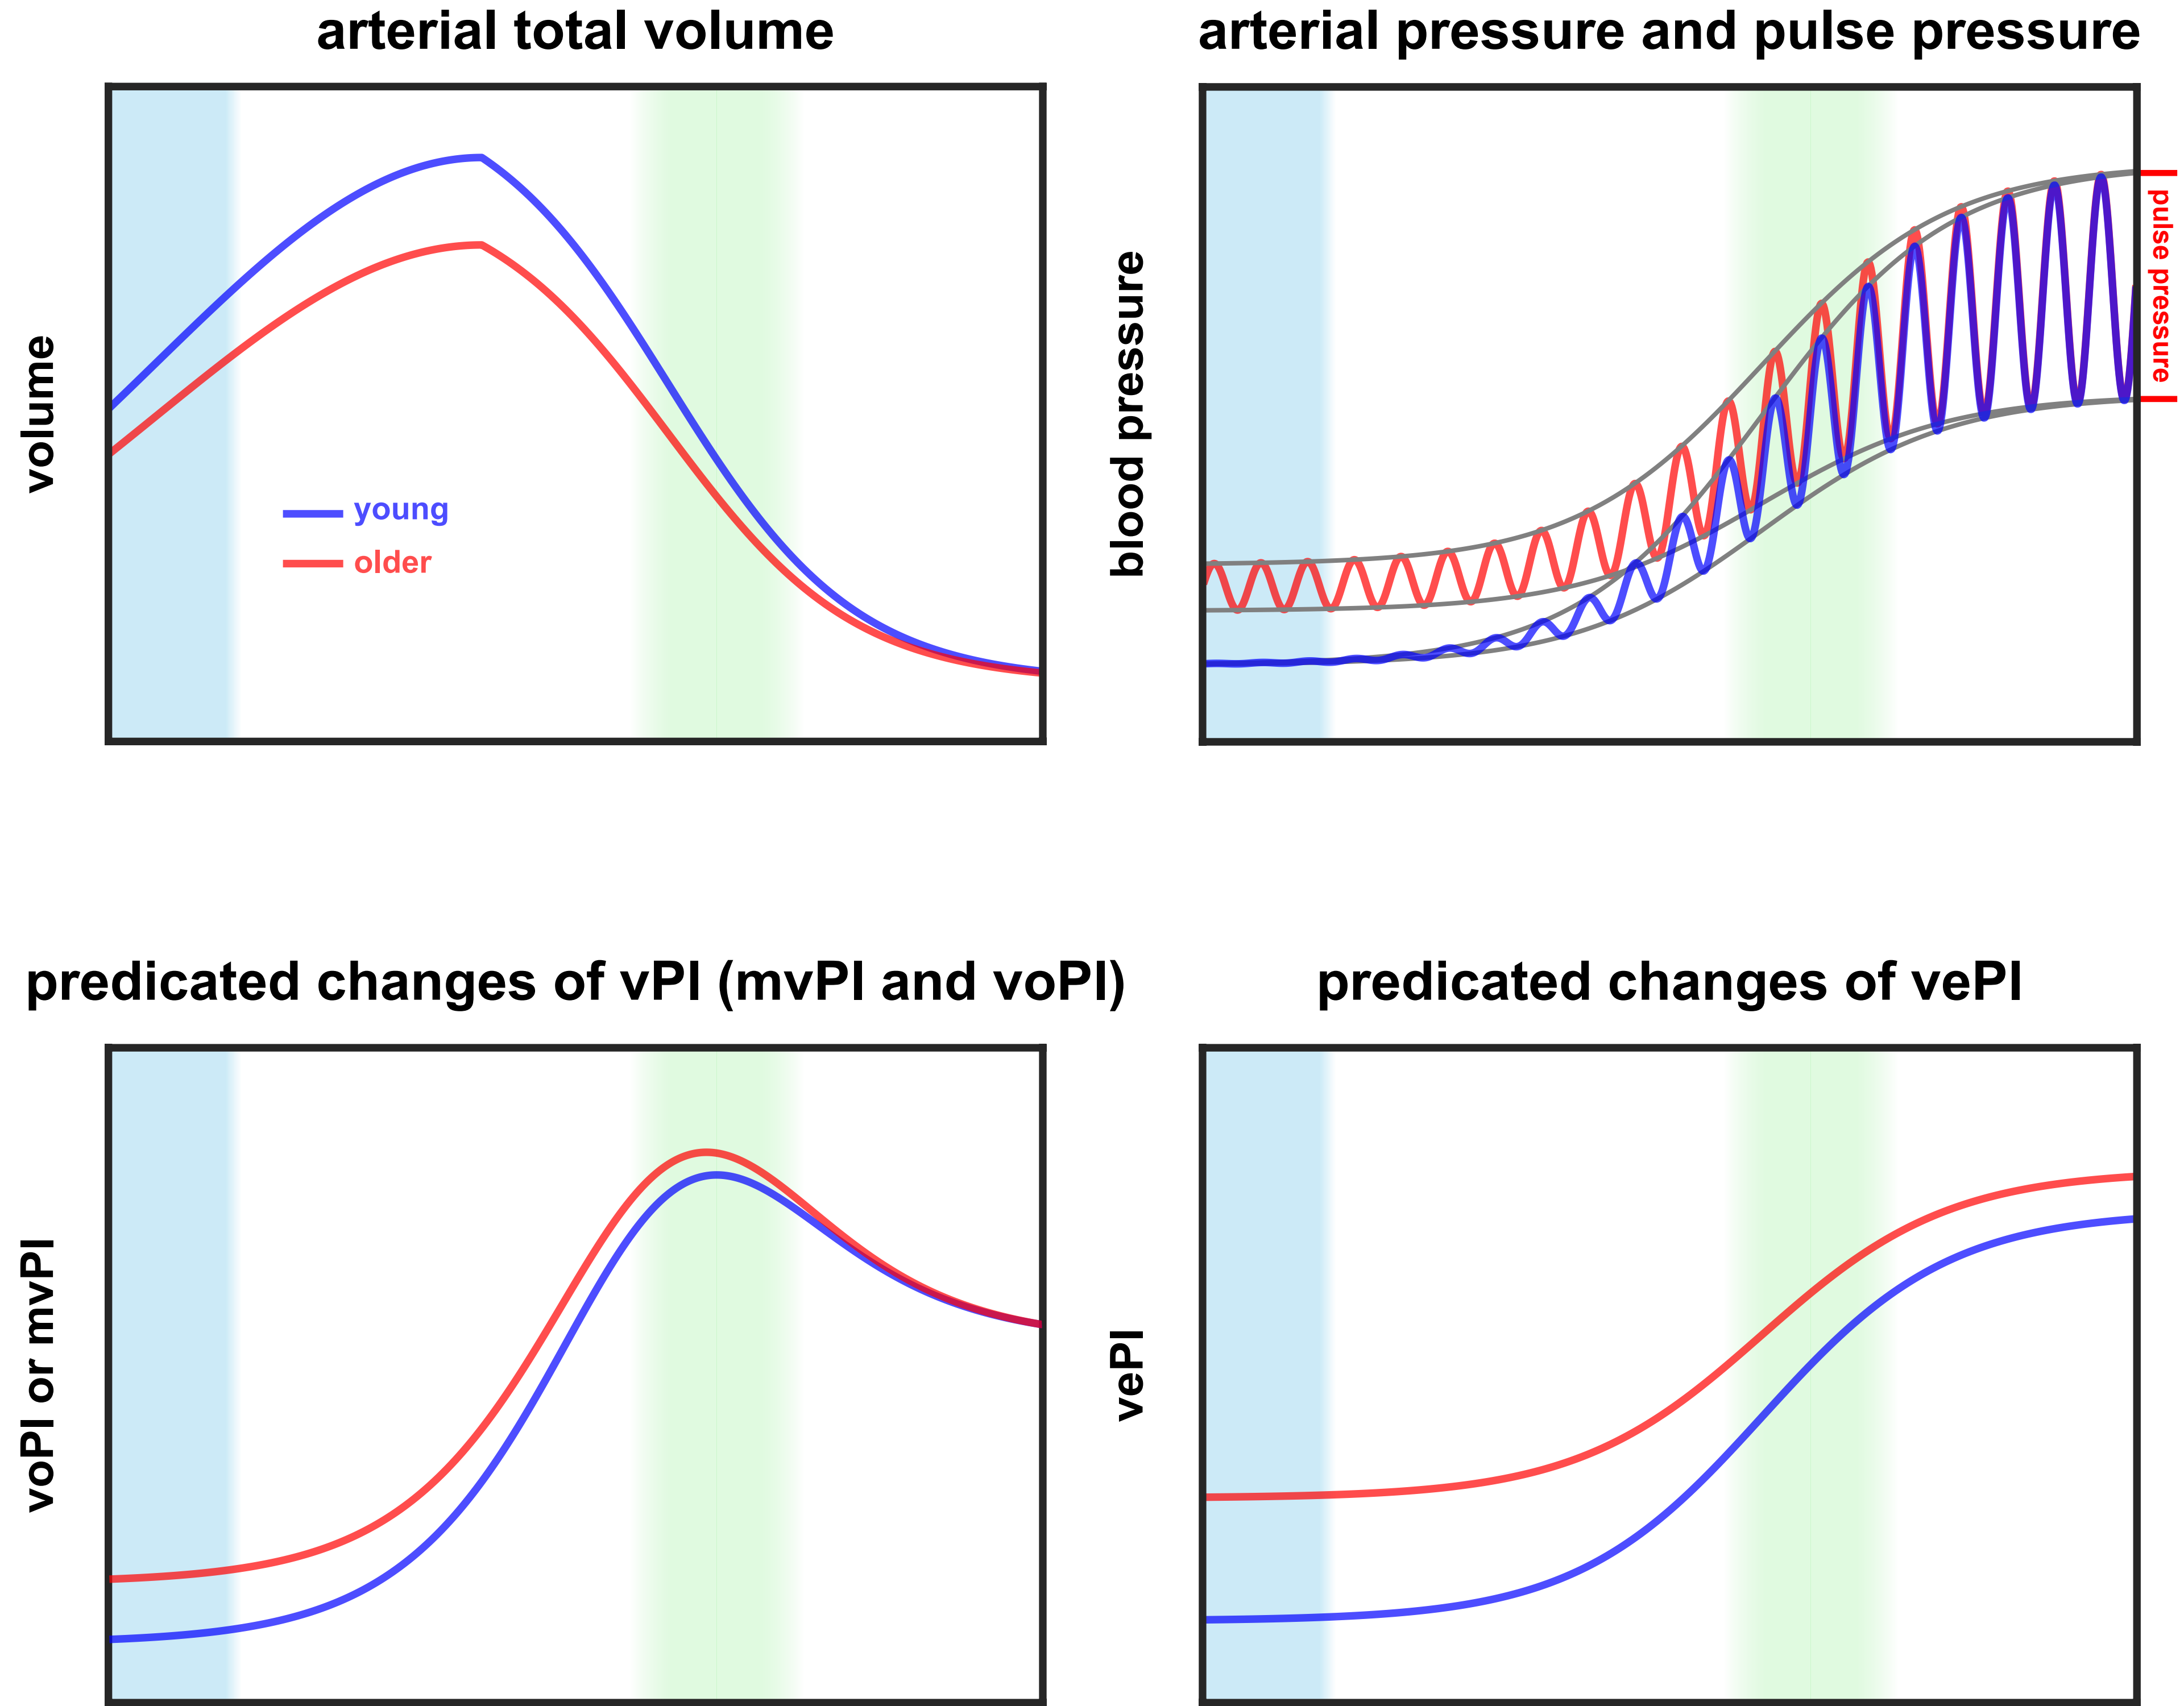 arterial total volume
arterial pressure and pulse pressure
volume
young
older
blood pressure
pulse pressure
predicated changes of vPI (mvPI and voPI)
predicated changes of vePI
voPI or mvPI
vePI